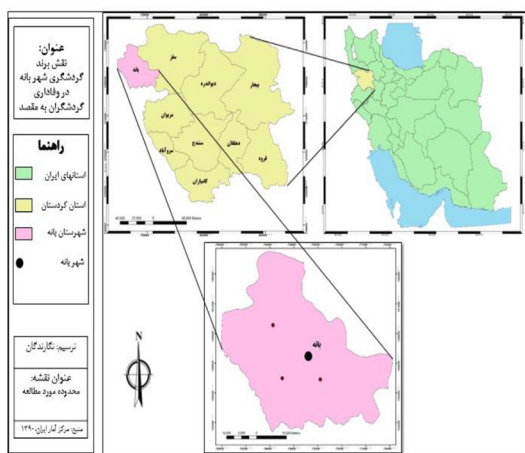 عنوان:
نقش برند
گردشگری شهر بانه
در وفاداری
گردشگران به مقصد
راهنما
استانهای ایران
استان کردستان
شهرستان بانه
شهر بانه
ترسیم: نگارندگان
عنوان نقشه:
محدوده مورد مطالعه
منبع: مرکز آمار ایران ۱۳۹۰
سقز
بانه
دیواندره
بیجار
مریوان
سنندج
دهگلان
سروآباد
قروه
کامیاران
بانه
N